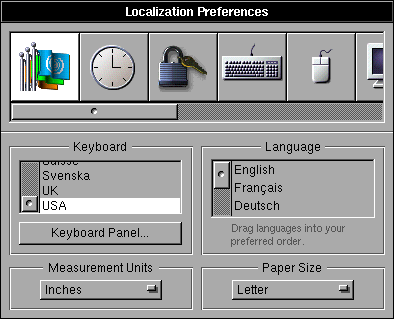 Localization Preferences
Keyboard
Suisse
Svenska
UK
USA
Keyboard Panel...
Language
English
Français
Deutsch
Drag languages into your
preferred order.
Measurement Units
Inches
Paper Size
Letter